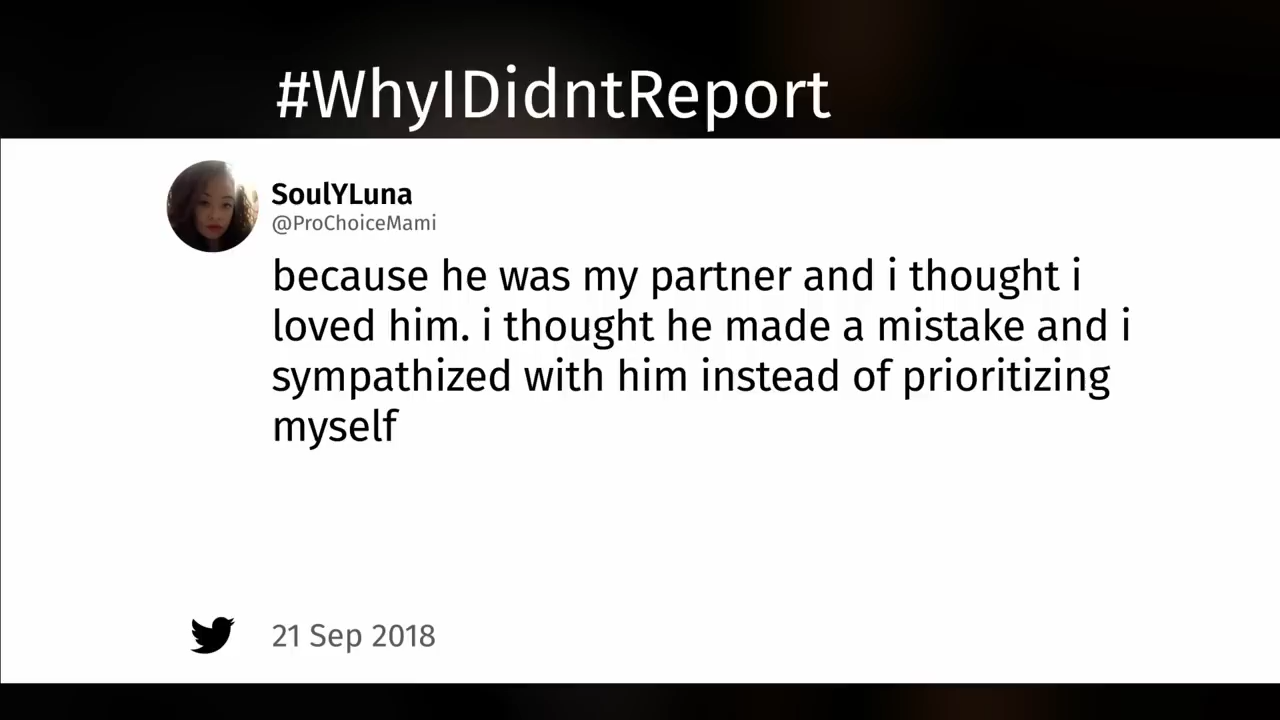 #WhyIDidntReport
SoulYLuna
@ProChoiceMami
because he was my partner and i thought i
loved him. i thought he made a mistake and i
sympathized with him instead of prioritizing
myself
21 Sep 2018